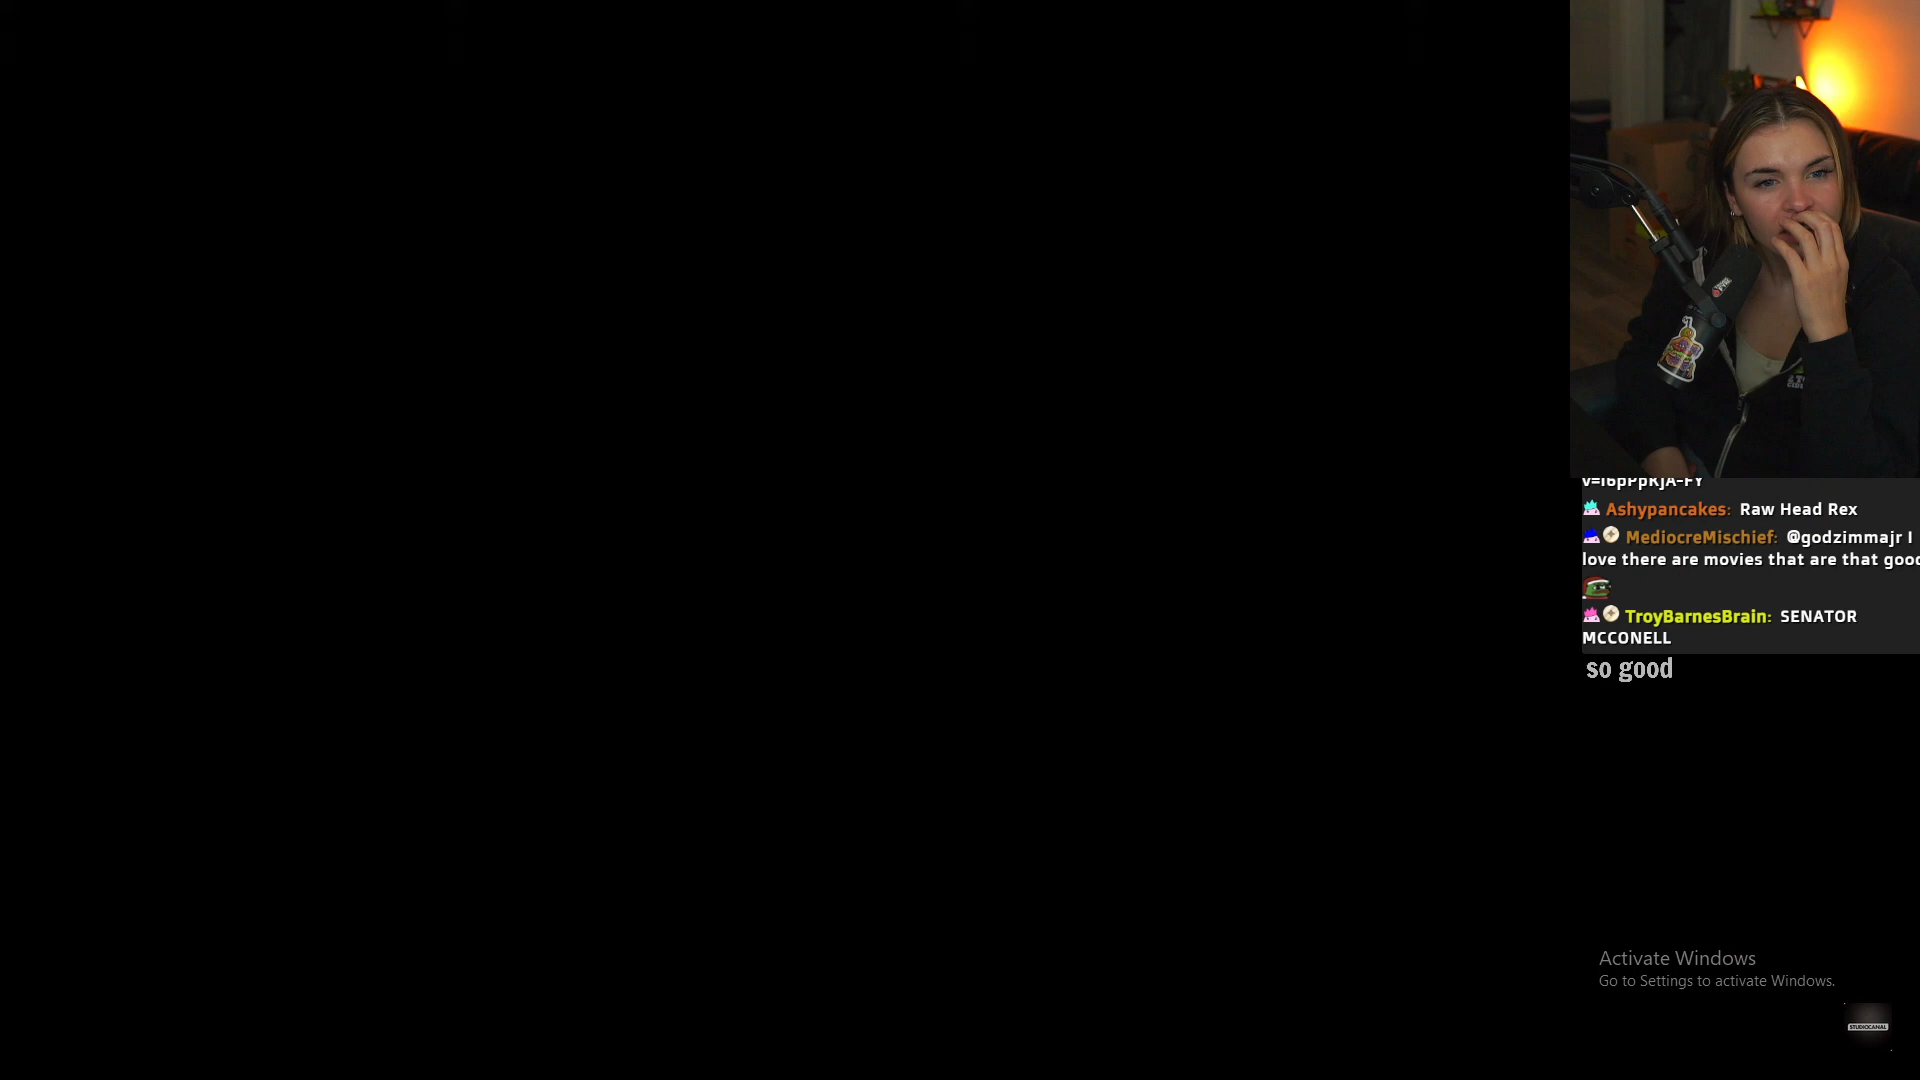 Ashypancakes: Raw Head Rex
MediocreMischief: @godzimmajr I
love there are movies that are that good
TroyBarnesBrain: SENATOR
MCCONELL
so good
Activate Windows
Go to Settings to activate Windows.
STUDIOCANAL